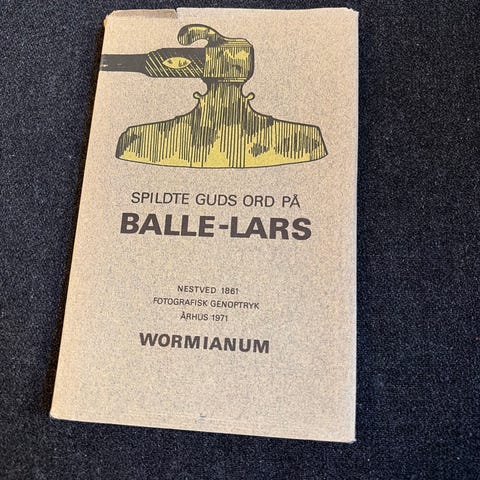 SPILDTE GUDS ORD PÅ
BALLE-LARS
NESTVED 1861
FOTOGRAFISK GENOPTRYK
ÅRHUS 1971
WORMIANUM